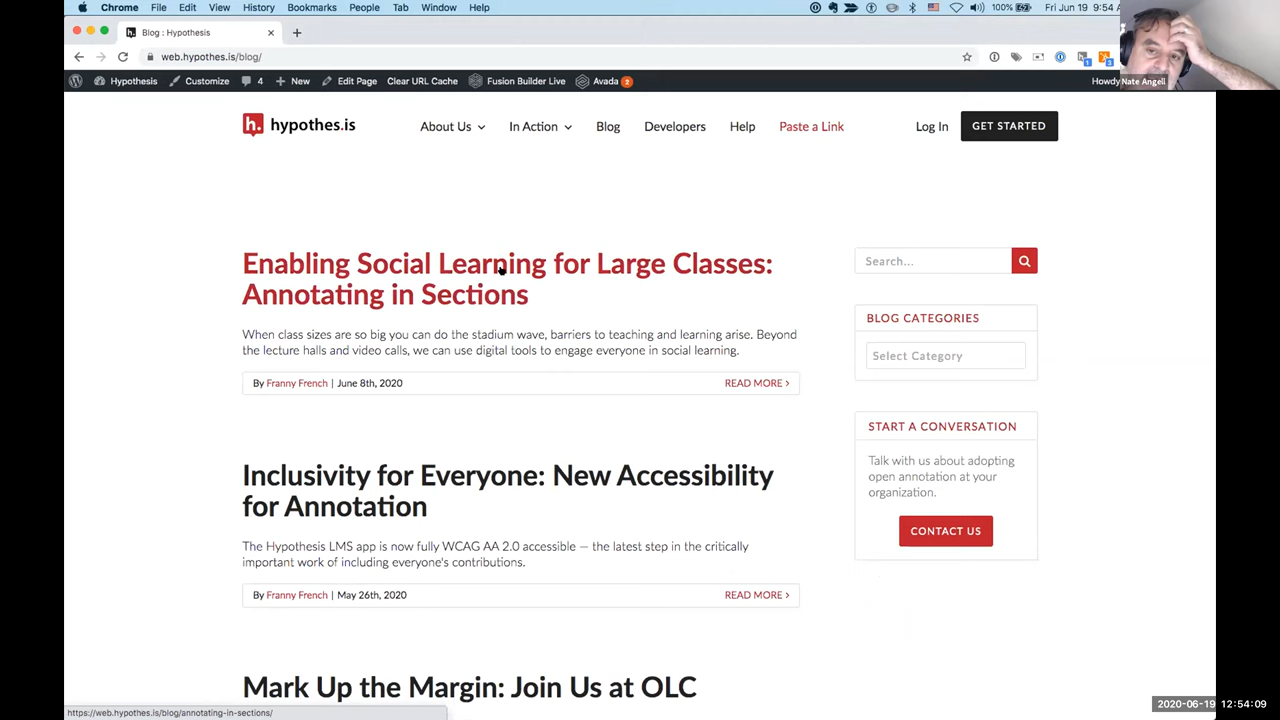 Chrome File Edit View History Bookmarks People Tab Window Help 100% Fri Jun 19 9:54 A
Blog : Hypothesis
web.hypothes.is/blog/
Hypothesis Customize 4 New Edit Page Clear URL Cache Fusion Builder Live Avada 2 Howdy
Nate Angell
h. hypothes.is About Us In Action Blog Developers Help Paste a Link Log In GET STARTED
Enabling Social Learning for Large Classes:
Annotating in Sections
When class sizes are so big you can do the stadium wave, barriers to teaching and learning arise. Beyond
the lecture halls and video calls, we can use digital tools to engage everyone in social learning.
By Franny French | June 8th, 2020 READ MORE >
Inclusivity for Everyone: New Accessibility
for Annotation
The Hypothesis LMS app is now fully WCAG AA 2.0 accessible — the latest step in the critically
important work of including everyone's contributions.
By Franny French | May 26th, 2020 READ MORE >
Mark Up the Margin: Join Us at OLC
Search...
BLOG CATEGORIES
Select Category
START A CONVERSATION
Talk with us about adopting
open annotation at your
organization.
CONTACT US
https://web.hypothes.is/blog/annotating-in-sections/
2020-06-19 12:54:09